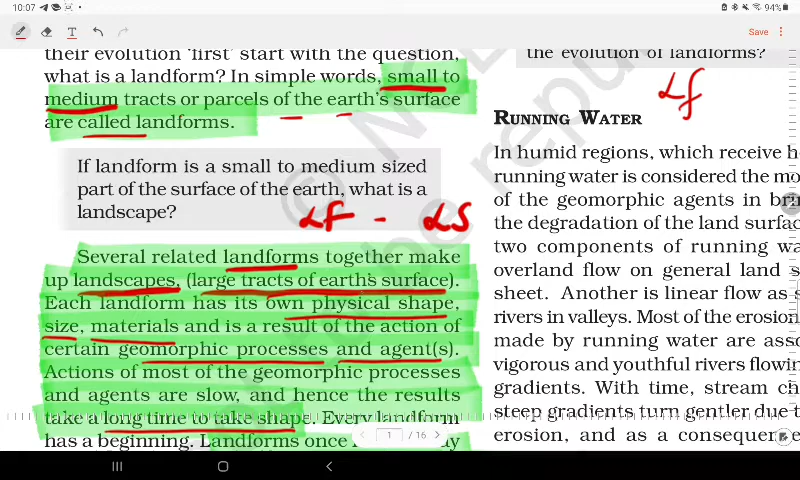 10:07
94%
Save
their evolution 'first' start with the question,
what is a landform? In simple words, small to
medium tracts or parcels of the earth's surface
are called landforms.
If landform is a small to medium sized
part of the surface of the earth, what is a
landscape?
Lf - LS
Several related landforms together make
up landscapes, (large tracts of earth's surface).
Each landform has its own physical shape,
size, materials and is a result of the action of
certain geomorphic processes and agent(s).
Actions of most of the geomorphic processes
and agents are slow, and hence the results
take a long time to take shape. Every landform
has a beginning. Landforms once
the evolution of landforms?
Lf
RUNNING WATER
In humid regions, which receive
running water is considered the
of the geomorphic agents in
the degradation of the land
two components of running
overland flow on general land
sheet. Another is linear flow as
rivers in valleys. Most of the
made by running water are
vigorous and youthful rivers
gradients. With time, stream
steep gradients turn gentler due
erosion, and as a
1 / 16